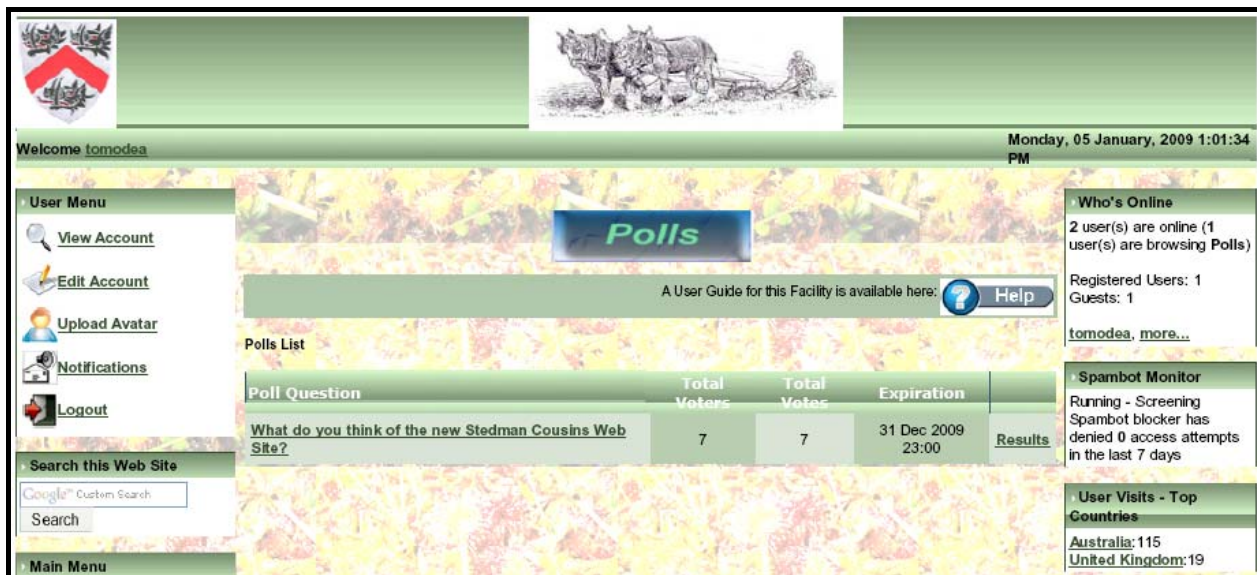 Welcome tomodea
Monday, 05 January, 2009 1:01:34
PM
User Menu
View Account
Edit Account
Upload Avatar
Notifications
Logout
Search this Web Site
Google™ Custom Search
Search
Main Menu
Polls
A User Guide for this Facility is available here:
Help
Polls List
Poll Question
Total
Voters
Total
Votes
Expiration
What do you think of the new Stedman Cousins Web
Site?
7
7
31 Dec 2009
23:00
Results
Who's Online
2 user(s) are online (1
user(s) are browsing Polls)
Registered Users: 1
Guests: 1
tomodea, more...
Spambot Monitor
Running - Screening
Spambot blocker has
denied 0 access attempts
in the last 7 days
User Visits - Top
Countries
Australia:115
United Kingdom:19